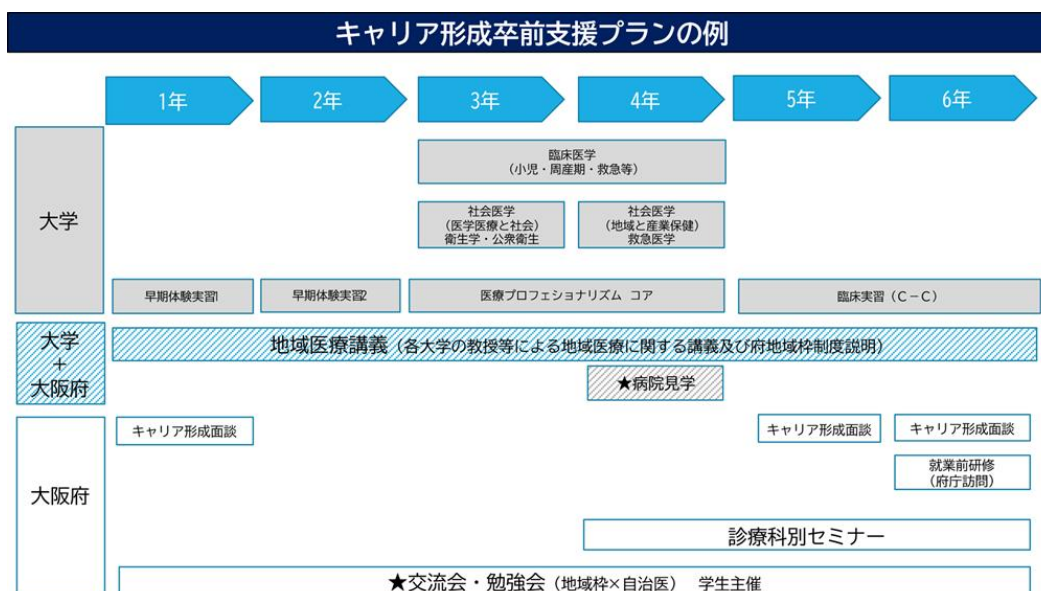 キャリア形成卒前支援プランの例
1年
2年
3年
4年
5年
6年
大学
臨床医学
(小児・周産期・救急等)
社会医学
(医学医療と社会)
衛生学・公衆衛生
社会医学
(地域と産業保健)
救急医学
早期体験実習1
早期体験実習2
医療プロフェショナリズム コア
臨床実習(C-C)
大学
+
大阪府
地域医療講義(各大学の教授等による地域医療に関する講義及び府地域枠制度説明)
★病院見学
大阪府
キャリア形成面談
キャリア形成面談
キャリア形成面談
就業前研修
(府庁訪問)
診療科別セミナー
★交流会・勉強会(地域枠×自治医) 学生主催